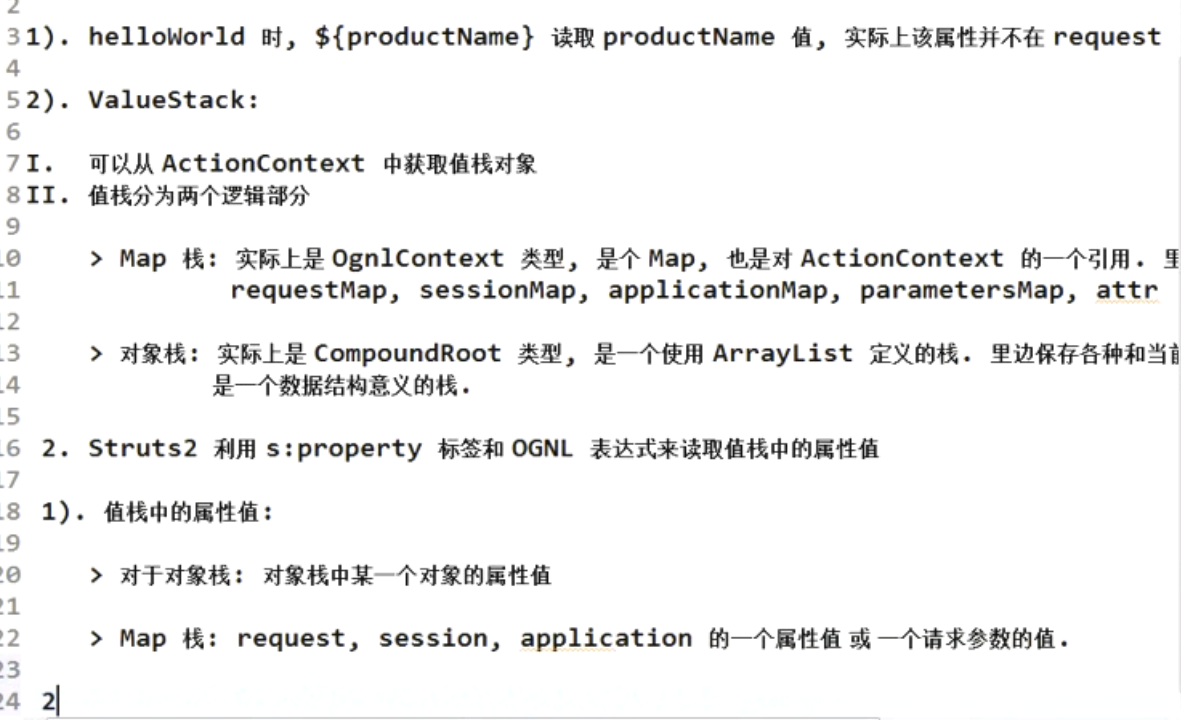 2
3 1). helloWorld 时, ${productName} 读取 productName 值, 实际上该属性并不在 request
4
5 2). ValueStack:
6
7 I. 可以从 ActionContext 中获取值栈对象
8 II. 值栈分为两个逻辑部分
9
10 > Map 栈: 实际上是 OgnlContext 类型, 是个 Map, 也是对 ActionContext 的一个引用. 里
11 requestMap, sessionMap, applicationMap, parametersMap, attr
12
13 > 对象栈: 实际上是 CompoundRoot 类型, 是一个使用 ArrayList 定义的栈. 里边保存各种和当前
14 是一个数据结构意义的栈.
15
16 2. Struts2 利用 s:property 标签和 OGNL 表达式来读取值栈中的属性值
17
18 1). 值栈中的属性值:
19
20 > 对于对象栈: 对象栈中某一个对象的属性值
21
22 > Map 栈: request, session, application 的一个属性值 或 一个请求参数的值.
23
24 2